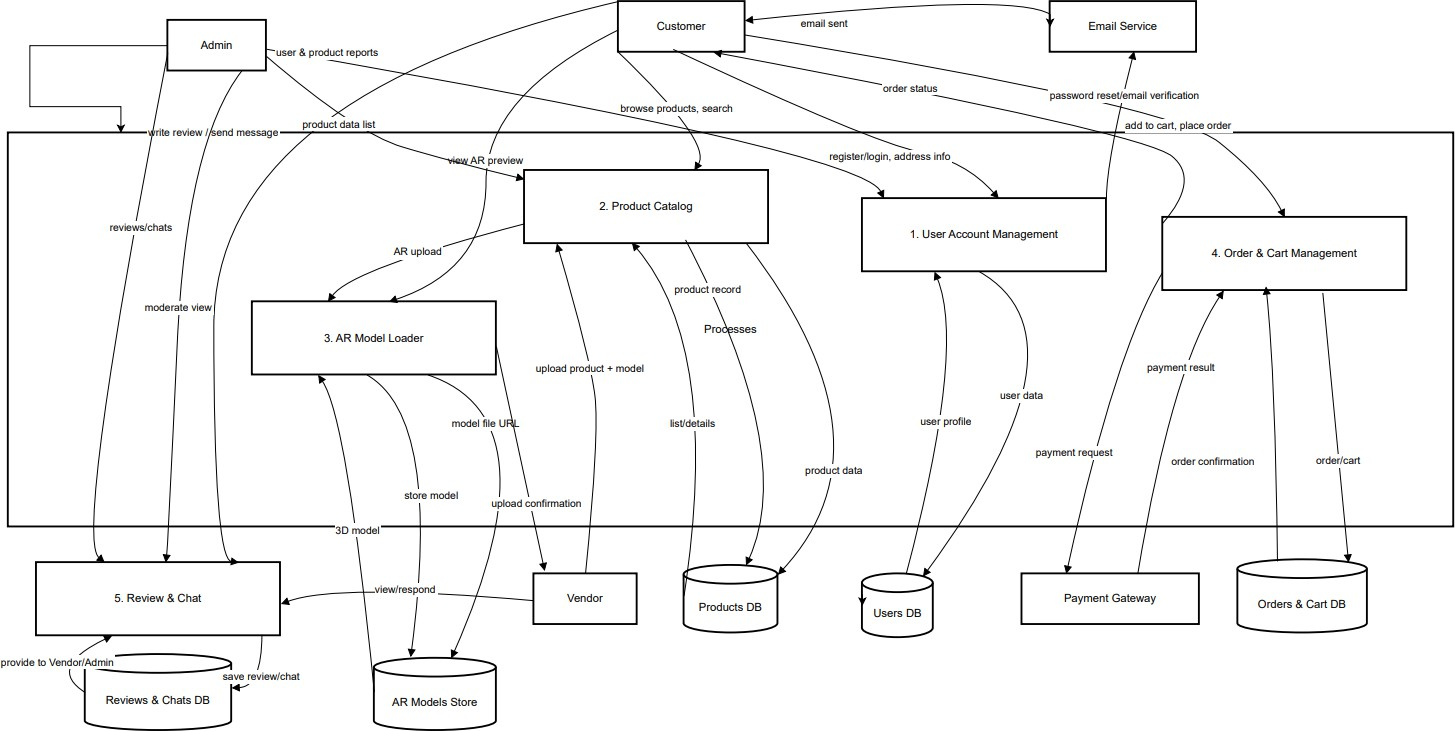 email sent
Customer
Email Service
Admin
user & product reports
order status
password reset/email verification
browse products, search
product data list
add to cart, place order
write review / send message
view AR preview
register/login, address info
2. Product Catalog
reviews/chats
1. User Account Management
AR upload
4. Order & Cart Management
product record
moderate view
Processes
3. AR Model Loader
upload product + model
payment result
user data
model file URL
list/details
user profile
payment request
order confirmation
order/cart
product data
store model
upload confirmation
3D model
view/respond
5. Review & Chat
Vendor
Products DB
Users DB
Payment Gateway
Orders & Cart DB
provide to Vendor/Admin
save review/chat
Reviews & Chats DB
AR Models Store